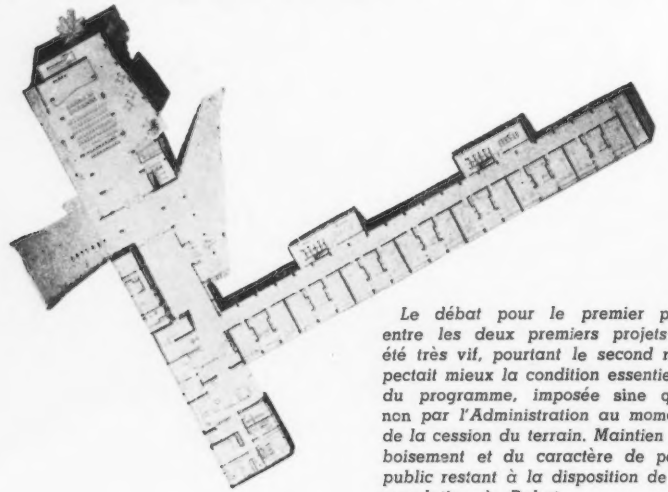 Le débat pour le premier p
entre les deux premiers projets
été très vif, pourtant le second r
pectait mieux la condition essentie
du programme, imposée sine q
non par l'Administration au mome
de la cession du terrain. Maintien
boisement et du caractère de p
public restant à la disposition de